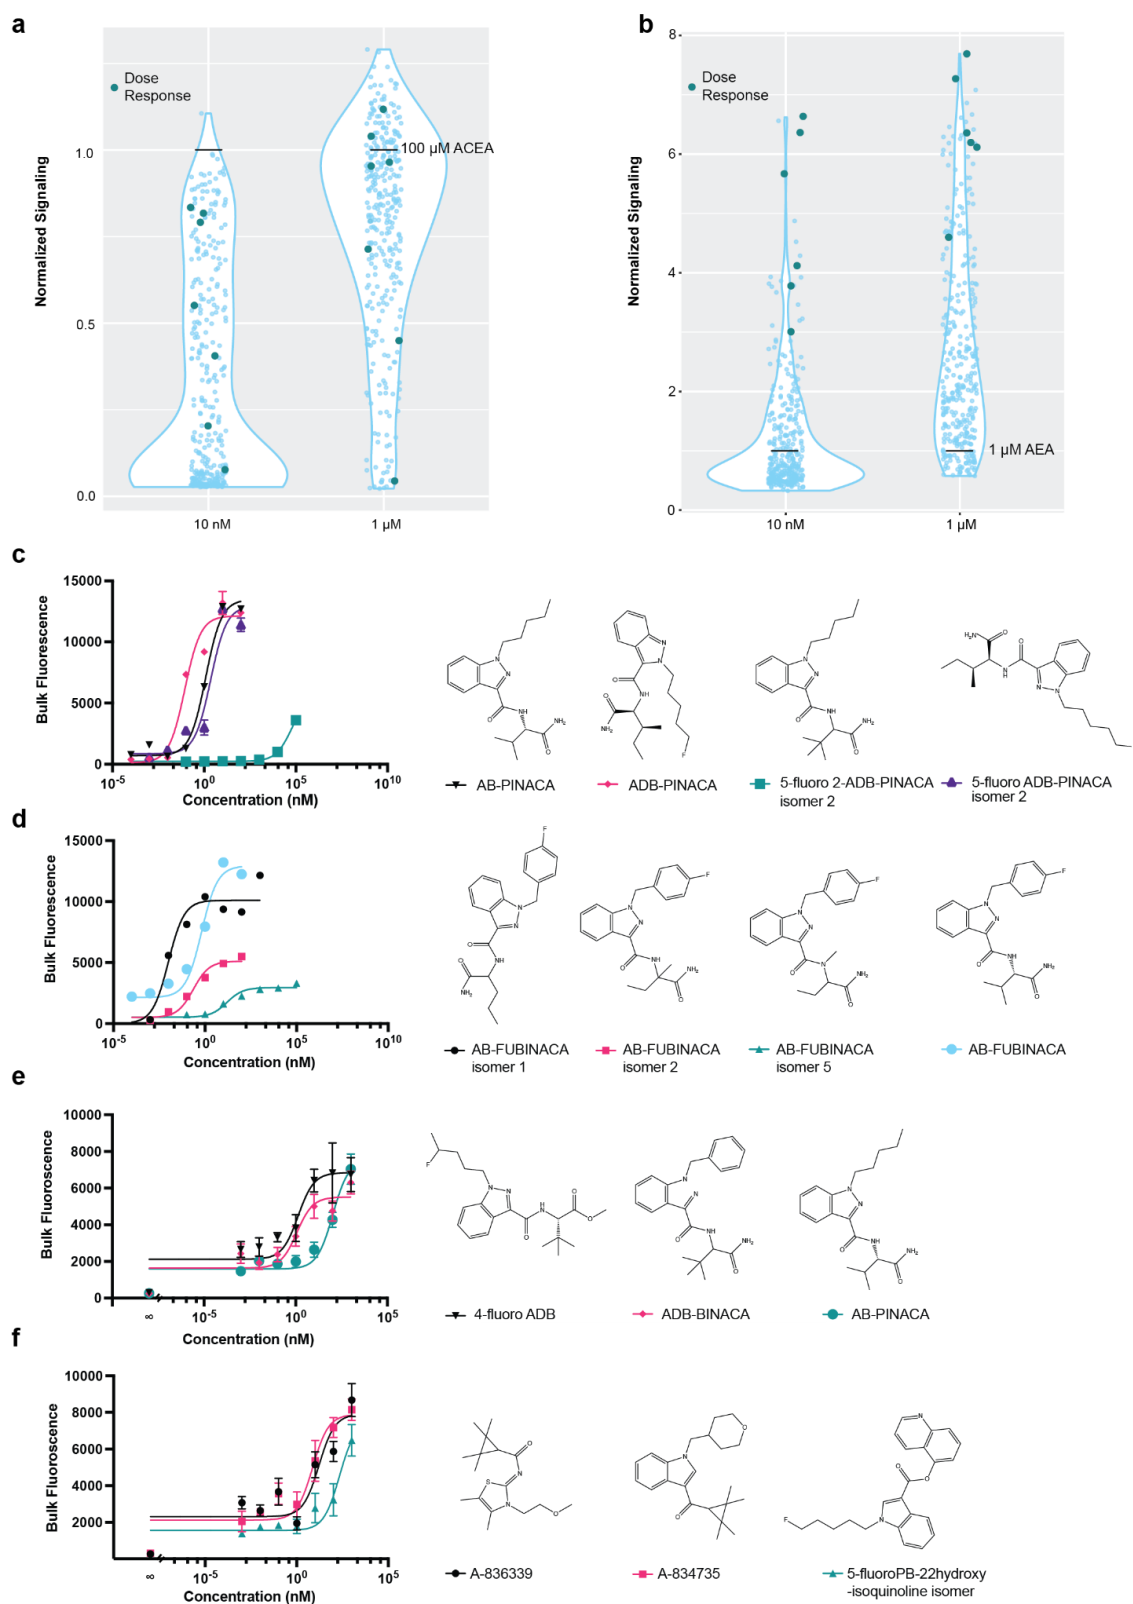 a
Dose
Response
Normalized Signaling
1.0
0.5
0.0
100 µM ACEA
10 nM
1 µM
b
Dose
Response
Normalized Signaling
8
6
4
2
0
1 µM AEA
10 nM
1 µM
c
Bulk Fluorescence
15000
10000
5000
0
10-5
100
105
1010
Concentration (nM)
AB-PINACA
ADB-PINACA
5-fluoro 2-ADB-PINACA
isomer 2
5-fluoro ADB-PINACA
isomer 2
d
Bulk Fluorescence
15000
10000
5000
0
10-5
100
105
1010
Concentration (nM)
AB-FUBINACA
isomer 1
AB-FUBINACA
isomer 2
AB-FUBINACA
isomer 5
AB-FUBINACA
e
Bulk Fluoroscence
10000
8000
6000
4000
2000
0
∞
10-5
100
105
Concentration (nM)
4-fluoro ADB
ADB-BINACA
AB-PINACA
f
Bulk Fluoroscence
10000
8000
6000
4000
2000
∞
10-5
100
105
Concentration (nM)
A-836339
A-834735
5-fluoroPB-22hydroxy
-isoquinoline isomer